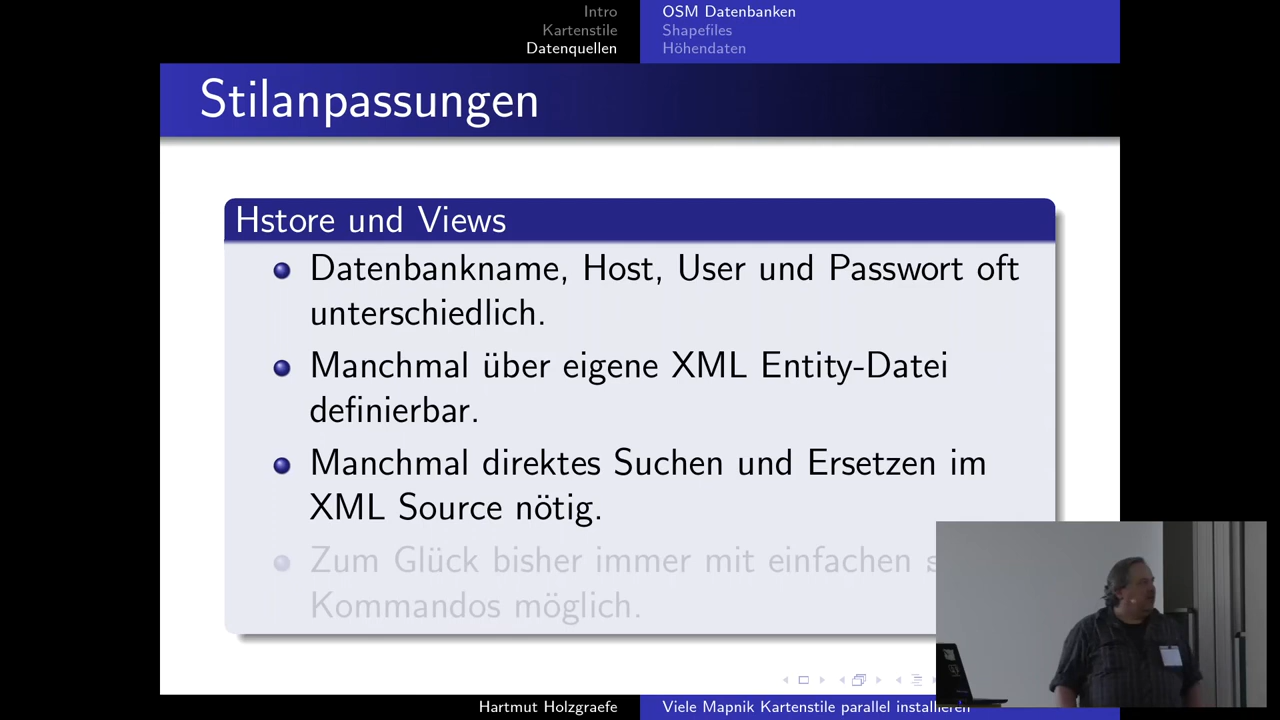 Intro
Kartenstile
Datenquellen
OSM Datenbanken
Shapefiles
Höhendaten
Stilanpassungen
Hstore und Views
Datenbankname, Host, User und Passwort oft
unterschiedlich.
Manchmal über eigene XML Entity-Datei
definierbar.
Manchmal direktes Suchen und Ersetzen im
XML Source nötig.
Zum Glück bisher immer mit einfachen
Kommandos möglich.
Hartmut Holzgraefe
Viele Mapnik Kartenstile parallel installieren